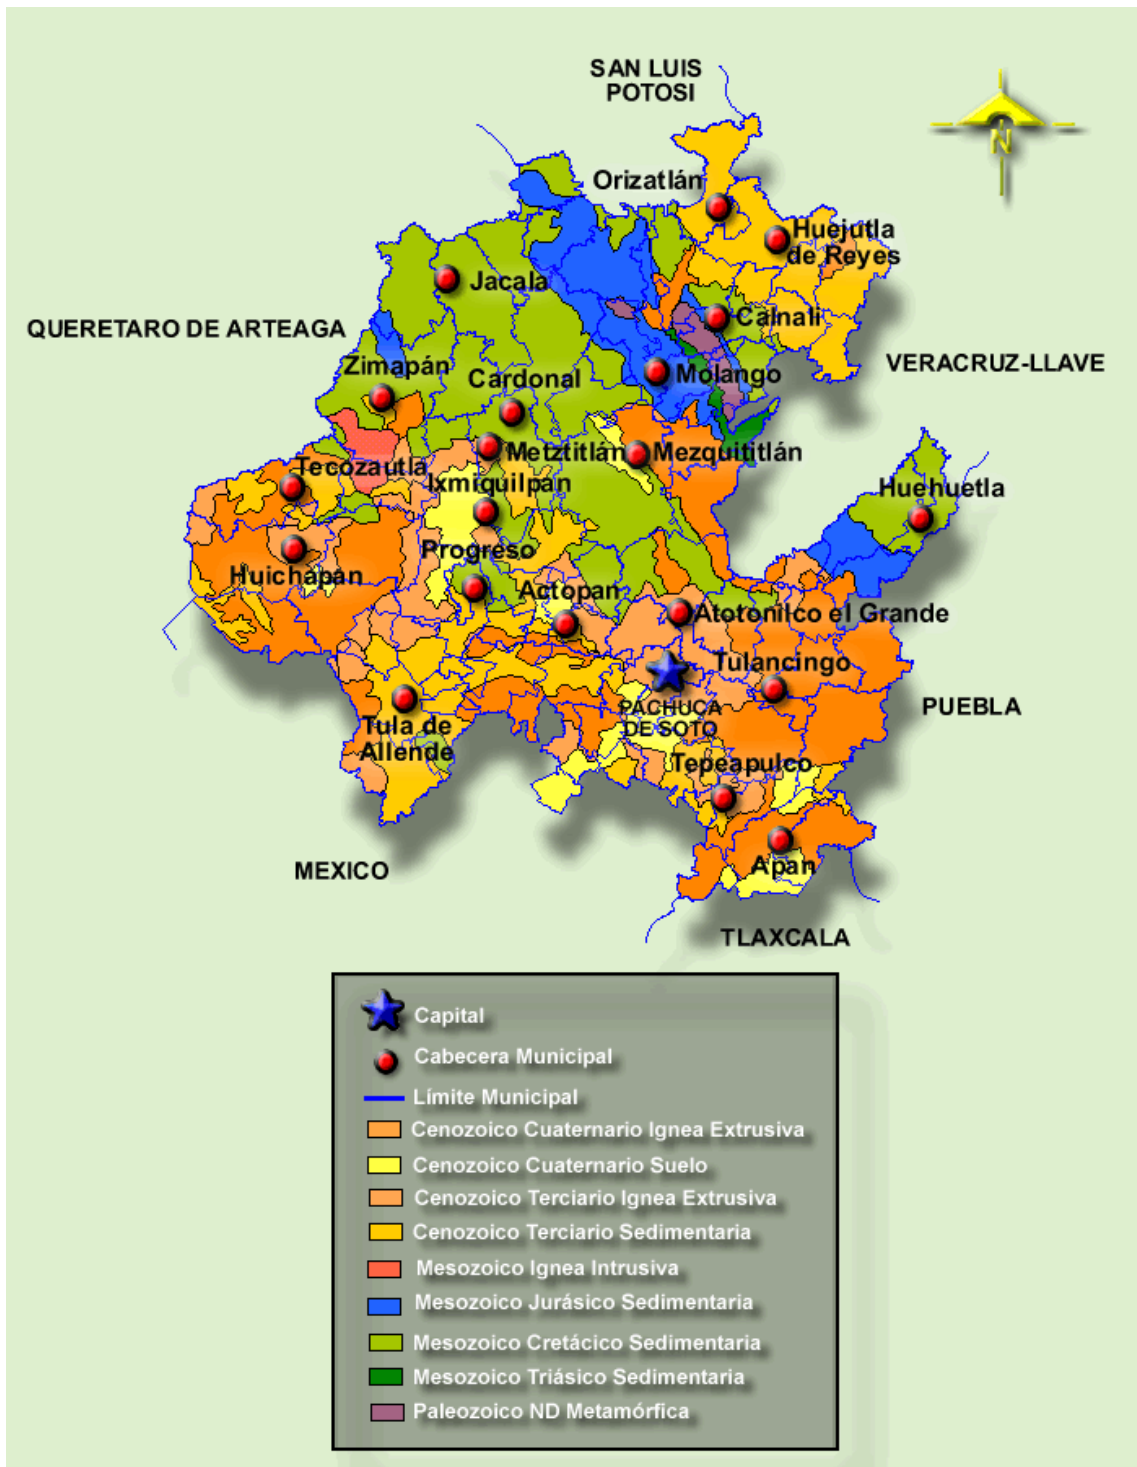 SAN LUIS
POTOSI
N
Orizatlán
Huejutla
de Reyes
Jacala
Calnali
QUERETARO DE ARTEAGA
VERACRUZ-LLAVE
Zimapán
Cardonal
Molango
Metztitlán
Mezquititlán
Tecozautla
Ixmiquilpan
Huehuetla
Progreso
Huichapan
Actopan
Atotonilco el Grande
Tulancingo
PACHUCA
DE SOTO
PUEBLA
Tula de
Allende
Tepeapulco
MEXICO
Apan
TLAXCALA
Capital
Cabecera Municipal
Límite Municipal
Cenozoico Cuaternario Ignea Extrusiva
Cenozoico Cuaternario Suelo
Cenozoico Terciario Ignea Extrusiva
Cenozoico Terciario Sedimentaria
Mesozoico Ignea Intrusiva
Mesozoico Jurásico Sedimentaria
Mesozoico Cretácico Sedimentaria
Mesozoico Triásico Sedimentaria
Paleozoico ND Metamórfica